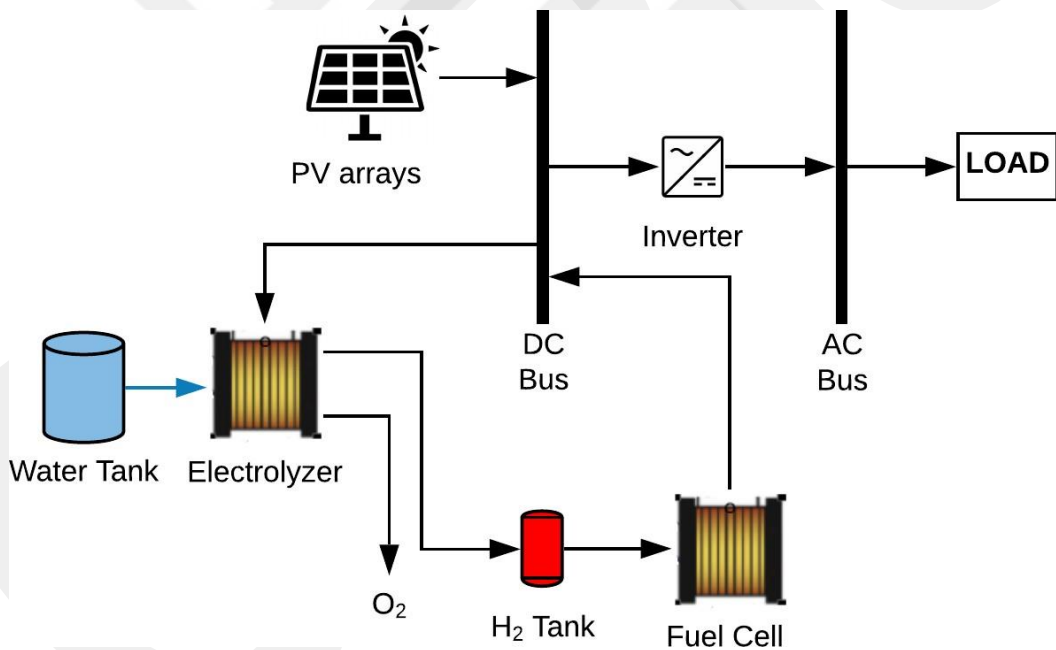 PV arrays
LOAD
Inverter
DC
Bus
AC
Bus
Water Tank
Electrolyzer
O₂
H₂ Tank
Fuel Cell